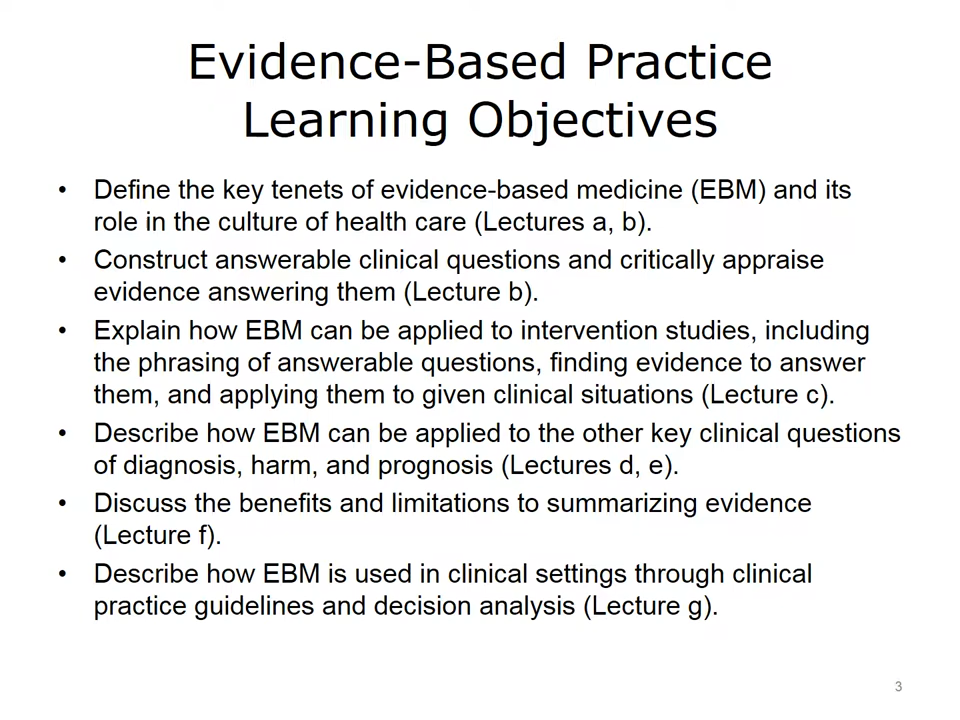 Evidence-Based Practice
Learning Objectives
• Define the key tenets of evidence-based medicine (EBM) and its
role in the culture of health care (Lectures a, b).
• Construct answerable clinical questions and critically appraise
evidence answering them (Lecture b).
• Explain how EBM can be applied to intervention studies, including
the phrasing of answerable questions, finding evidence to answer
them, and applying them to given clinical situations (Lecture c).
• Describe how EBM can be applied to the other key clinical questions
of diagnosis, harm, and prognosis (Lectures d, e).
• Discuss the benefits and limitations to summarizing evidence
(Lecture f).
• Describe how EBM is used in clinical settings through clinical
practice guidelines and decision analysis (Lecture g).
3